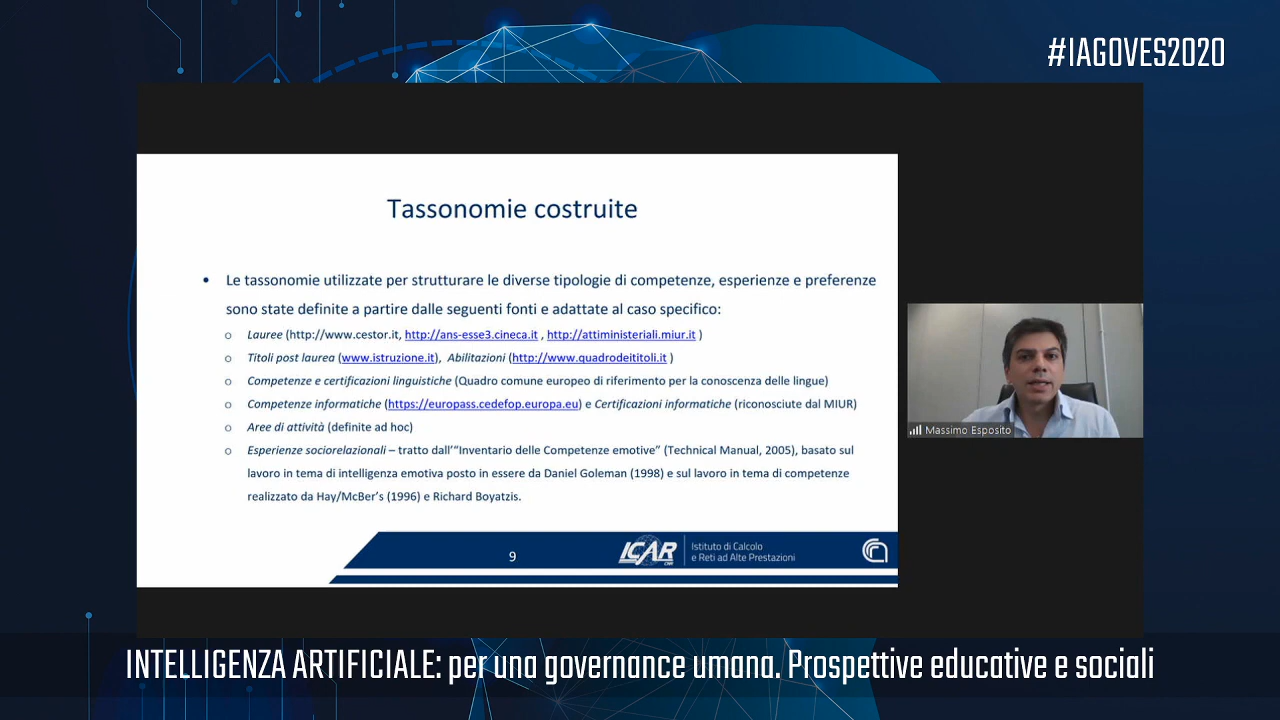 #IAGOVES2020
Tassonomie costruite
• Le tassonomie utilizzate per strutturare le diverse tipologie di competenze, esperienze e preferenze
sono state definite a partire dalle seguenti fonti e adattate al caso specifico:
o Lauree (http://www.cestor.it, http://ans-esse3.cineca.it , http://attiministeriali.miur.it )
o Titoli post laurea (www.istruzione.it), Abilitazioni (http://www.quadrodeititoli.it )
o Competenze e certificazioni linguistiche (Quadro comune europeo di riferimento per la conoscenza delle lingue)
o Competenze informatiche (https://europass.cedefop.europa.eu) e Certificazioni informatiche (riconosciute dal MIUR)
o Aree di attività (definite ad hoc)
o Esperienze sociorelazionali – tratto dall'“Inventario delle Competenze emotive” (Technical Manual, 2005), basato sul
lavoro in tema di intelligenza emotiva posto in essere da Daniel Goleman (1998) e sul lavoro in tema di competenze
realizzato da Hay/McBer's (1996) e Richard Boyatzis.
9
ICAR
CNR
Istituto di Calcolo
e Reti ad Alte Prestazioni
Massimo Esposito
INTELLIGENZA ARTIFICIALE: per una governance umana. Prospettive educative e sociali